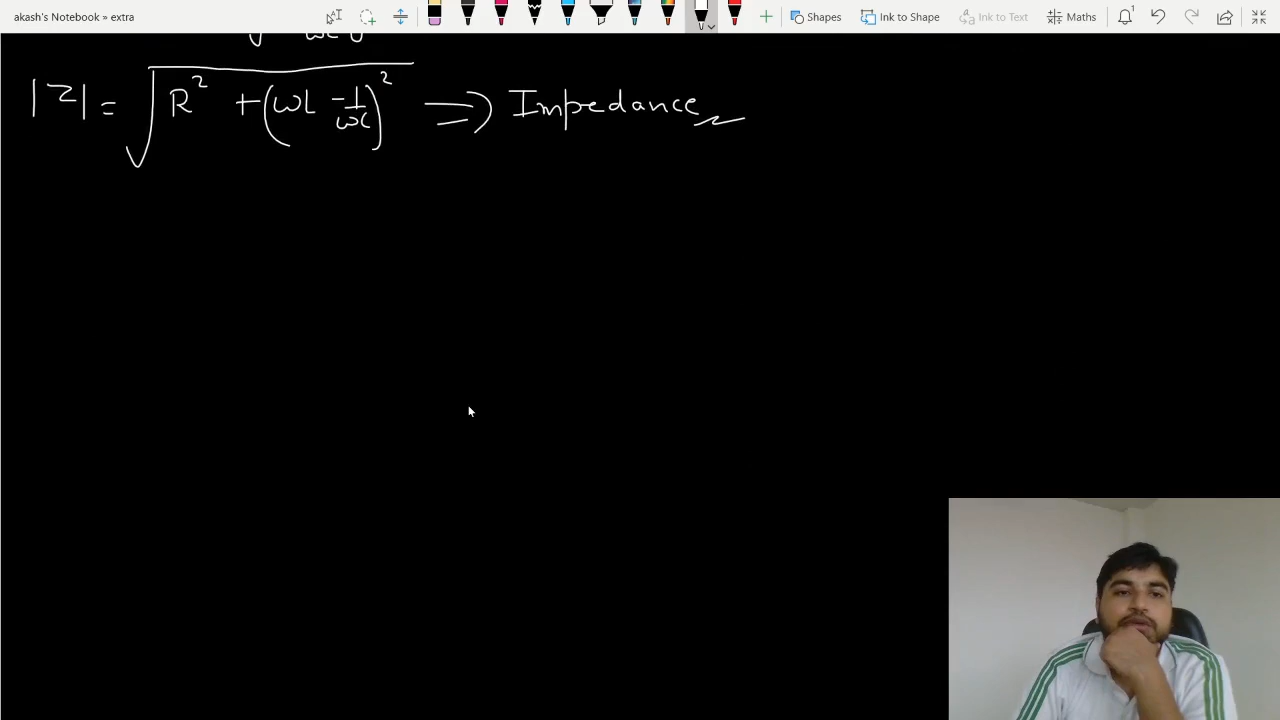 akash's Notebook » extra
Shapes
Ink to Shape
Ink to Text
Maths
|Z| = √(R² + (ωL - 1/ωC)²) ⇒ Impedance